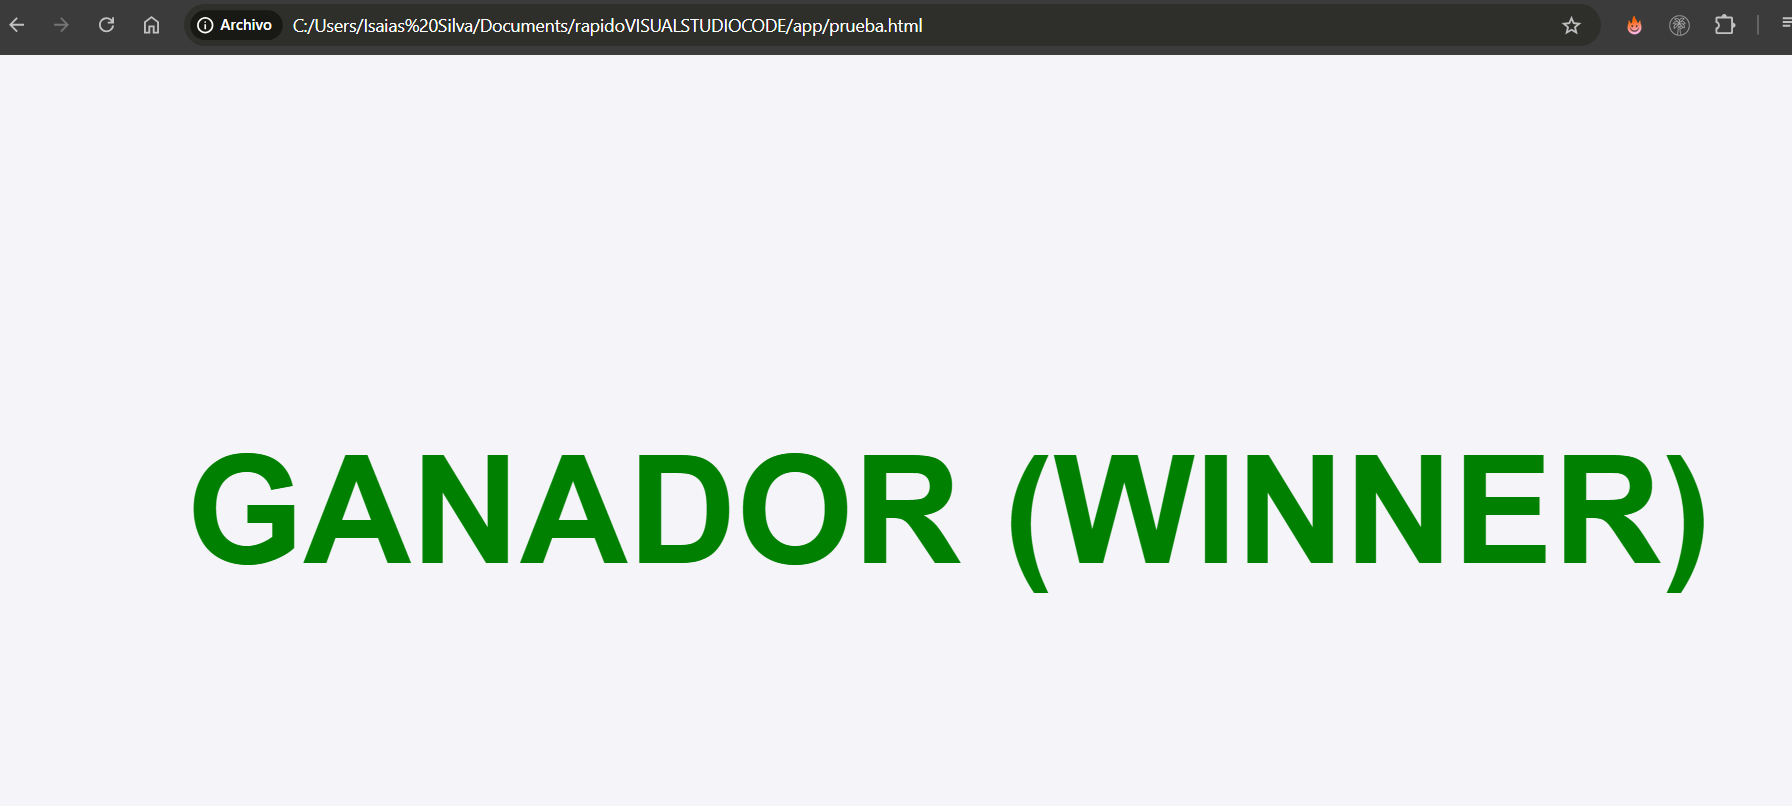 Archivo C:/Users/Isaias%20Silva/Documents/rapidoVISUALSTUDIOCODE/app/prueba.html
GANADOR (WINNER)